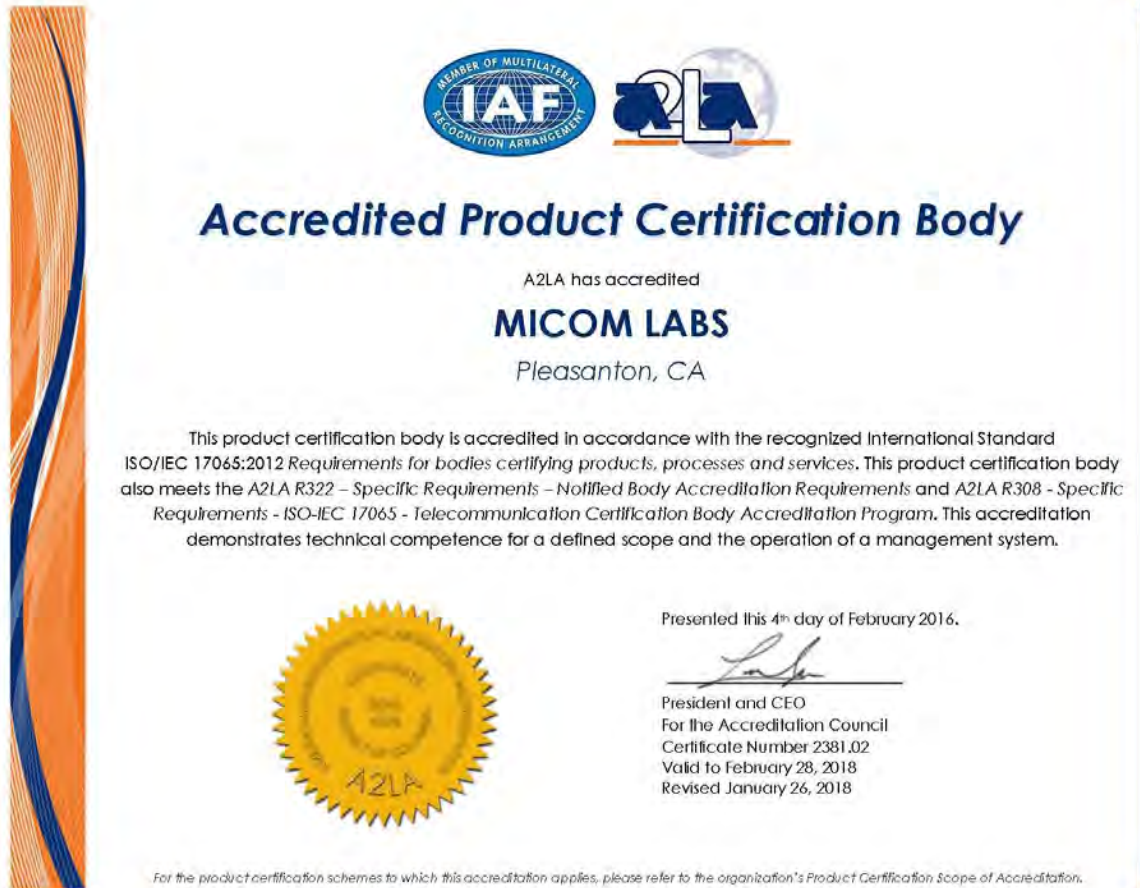 MEMBER OF MULTILATERAL
IAF
RECOGNITION ARRANGEMENT
a2La
Accredited Product Certification Body
A2LA has accredited
MICOM LABS
Pleasanton, CA
This product certification body is accredited in accordance with the recognized International Standard
ISO/IEC 17065:2012 Requirements for bodies certifying products, processes and services. This product certification body
also meets the A2LA R322 – Specific Requirements – Notified Body Accreditation Requirements and A2LA R308 - Specific
Requirements - ISO-IEC 17065 - Telecommunication Certification Body Accreditation Program. This accreditation
demonstrates technical competence for a defined scope and the operation of a management system.
Presented this 4th day of February 2016.
President and CEO
For the Accreditation Council
Certificate Number 2381.02
Valid to February 28, 2018
Revised January 26, 2018
A2LA
For the product certification schemes to which this accreditation applies, please refer to the organization's Product Certification Scope of Accreditation.